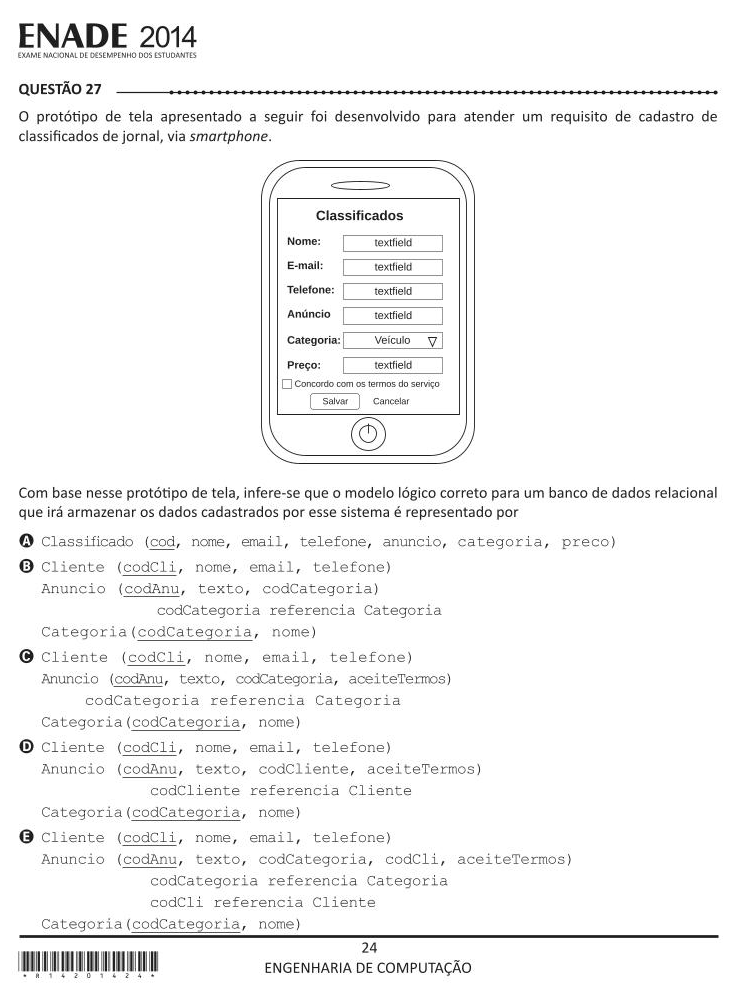 ENADE 2014
EXAME NACIONAL DE DESEMPENHO DOS ESTUDANTES
QUESTÃO 27
O protótipo de tela apresentado a seguir foi desenvolvido para atender um requisito de cadastro de
classificados de jornal, via smartphone.
Classificados
Nome: textfield
E-mail: textfield
Telefone: textfield
Anúncio textfield
Categoria: Veículo
Preço: textfield
Concordo com os termos do serviço
Salvar Cancelar
Com base nesse protótipo de tela, infere-se que o modelo lógico correto para um banco de dados relacional
que irá armazenar os dados cadastrados por esse sistema é representado por
A Classificado (cod, nome, email, telefone, anuncio, categoria, preco)
B Cliente (codCli, nome, email, telefone)
Anuncio (codAnu, texto, codCategoria)
codCategoria referencia Categoria
Categoria(codCategoria, nome)
C Cliente (codCli, nome, email, telefone)
Anuncio (codAnu, texto, codCategoria, aceiteTermos)
codCategoria referencia Categoria
Categoria(codCategoria, nome)
D Cliente (codCli, nome, email, telefone)
Anuncio (codAnu, texto, codCliente, aceiteTermos)
codCliente referencia Cliente
Categoria(codCategoria, nome)
E Cliente (codCli, nome, email, telefone)
Anuncio (codAnu, texto, codCategoria, codCli, aceiteTermos)
codCategoria referencia Categoria
codCli referencia Cliente
Categoria(codCategoria, nome)
24
ENGENHARIA DE COMPUTAÇÃO
*814201424*